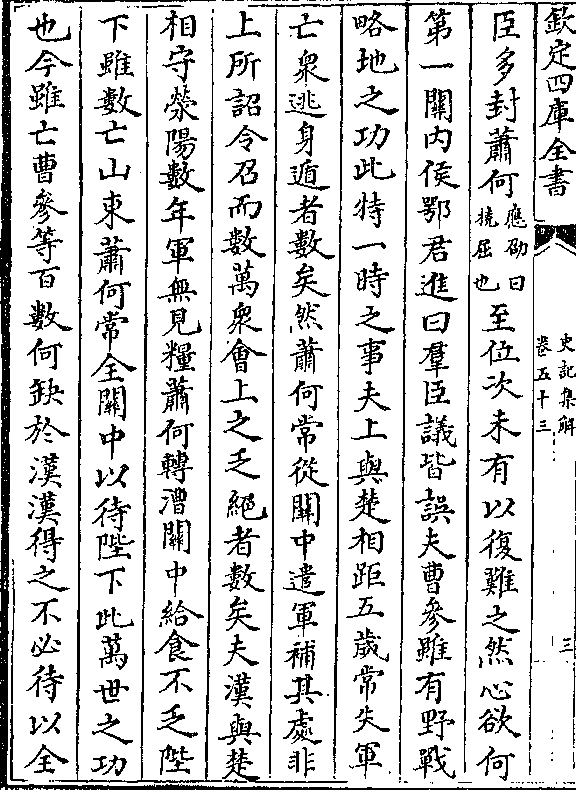 欽定四庫全書
史記集解
卷五十三
三
臣多封蕭何應劭曰
撓屈也至位次未有以復難之然心欲何
第一關内侯鄂君進曰羣臣議皆誤夫曹參雖有野戰
略地之功此特一時之事夫上與楚相距五歲常失軍
亡衆逃身遁者數矣然蕭何常從關中遣軍補其處非
上所詔令召而數萬衆會上之乏絕者數矣夫漢與楚
相守滎陽數年軍無見糧蕭何轉漕關中給食不乏陛
下雖數亡山東蕭何常全關中以待陛下此萬世之功
也今雖亡曹參等百數何缺於漢漢得之不必待以全